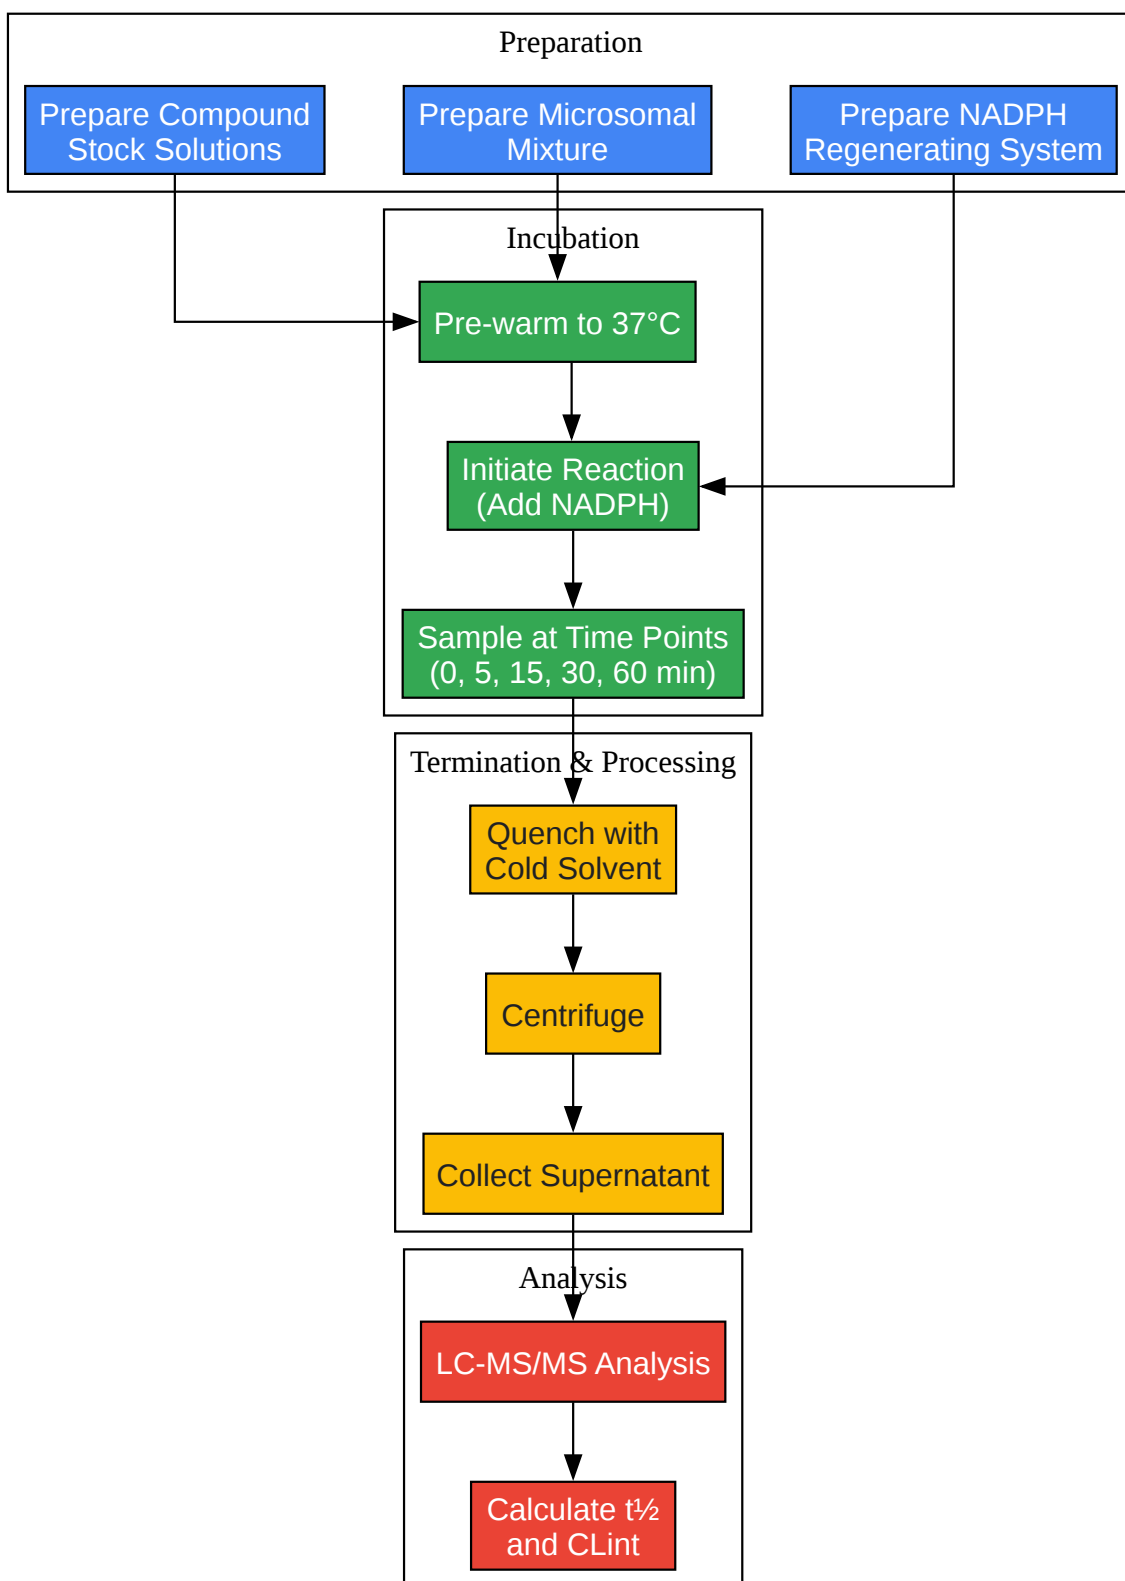 Preparation
Prepare Compound
Stock Solutions
Prepare Microsomal
Mixture
Prepare NADPH
Regenerating System
Incubation
Pre-warm to 37°C
Initiate Reaction
(Add NADPH)
Sample at Time Points
(0, 5, 15, 30, 60 min)
Termination & Processing
Quench with
Cold Solvent
Centrifuge
Collect Supernatant
Analysis
LC-MS/MS Analysis
Calculate t½
and CLint